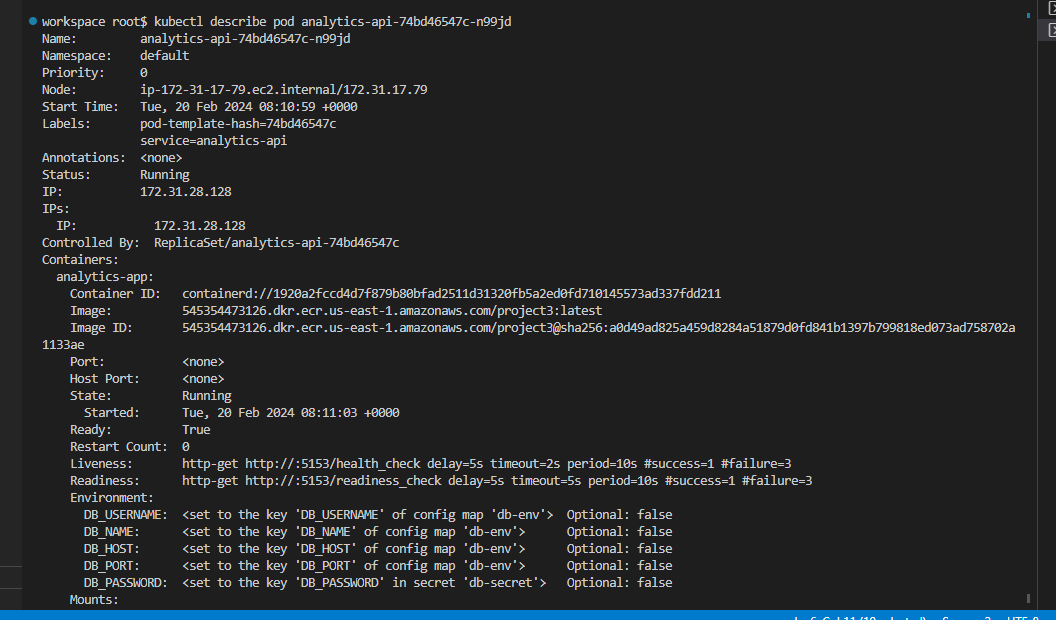 workspace root$ kubectl describe pod analytics-api-74bd46547c-n99jd
Name:         analytics-api-74bd46547c-n99jd
Namespace:    default
Priority:     0
Node:         ip-172-31-17-79.ec2.internal/172.31.17.79
Start Time:   Tue, 20 Feb 2024 08:10:59 +0000
Labels:       pod-template-hash=74bd46547c
              service=analytics-api
Annotations:  <none>
Status:       Running
IP:           172.31.28.128
IPs:
  IP:           172.31.28.128
Controlled By:  ReplicaSet/analytics-api-74bd46547c
Containers:
  analytics-app:
    Container ID:   containerd://1920a2fccd4d7f879b80bfad2511d31320fb5a2ed0fd710145573ad337fdd211
    Image:          545354473126.dkr.ecr.us-east-1.amazonaws.com/project3:latest
    Image ID:       545354473126.dkr.ecr.us-east-1.amazonaws.com/project3@sha256:a0d49ad825a459d8284a51879d0fd841b1397b799818ed073ad758702a
1133ae
    Port:           <none>
    Host Port:      <none>
    State:          Running
      Started:      Tue, 20 Feb 2024 08:11:03 +0000
    Ready:          True
    Restart Count:  0
    Liveness:       http-get http://:5153/health_check delay=5s timeout=2s period=10s #success=1 #failure=3
    Readiness:      http-get http://:5153/readiness_check delay=5s timeout=5s period=10s #success=1 #failure=3
    Environment:
      DB_USERNAME:  <set to the key 'DB_USERNAME' of config map 'db-env'>  Optional: false
      DB_NAME:      <set to the key 'DB_NAME' of config map 'db-env'>      Optional: false
      DB_HOST:      <set to the key 'DB_HOST' of config map 'db-env'>      Optional: false
      DB_PORT:      <set to the key 'DB_PORT' of config map 'db-env'>      Optional: false
      DB_PASSWORD:  <set to the key 'DB_PASSWORD' in secret 'db-secret'>   Optional: false
    Mounts: